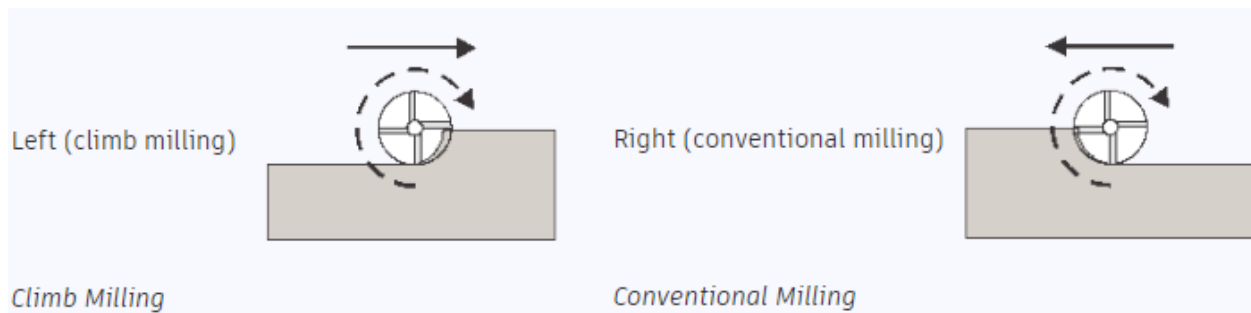 Left (climb milling)
Right (conventional milling)
Climb Milling
Conventional Milling